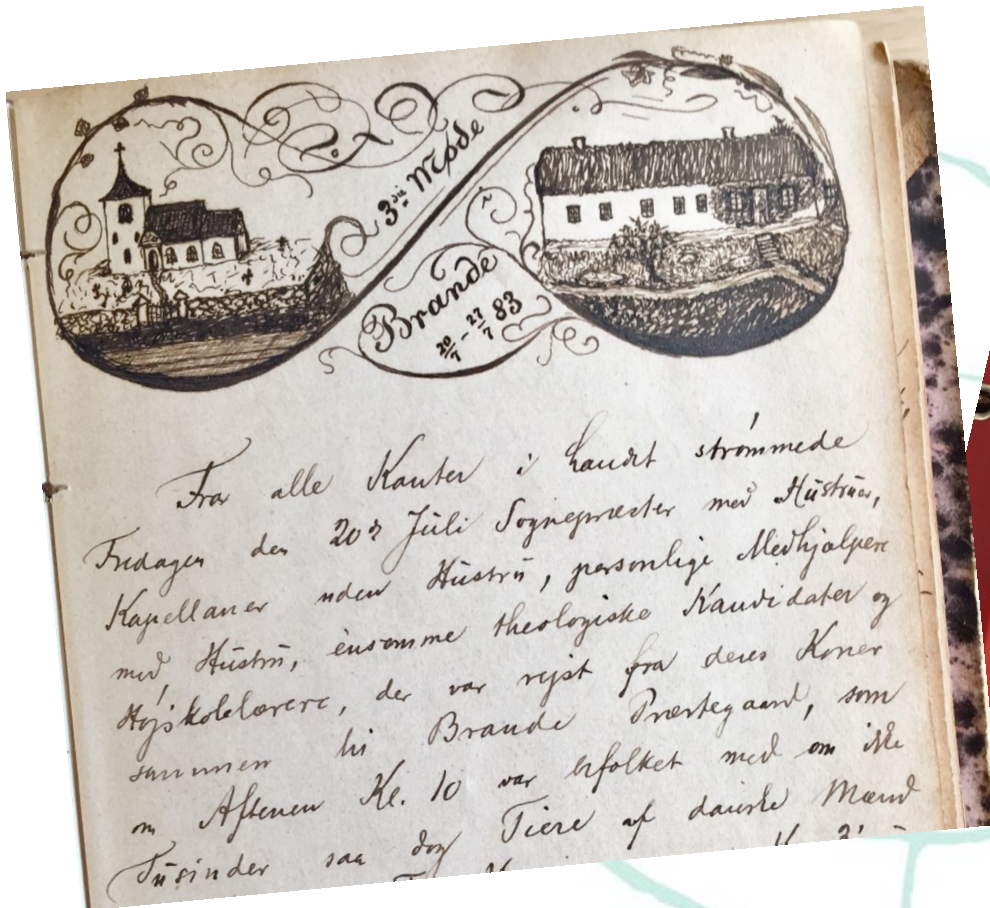 3die Møde
Brande
20/7 - 27/7 83
Fra alle Kanter i Landet strømmede
Fredagen den 20de Juli Sognepræster med Hustruer,
Kapellaner uden Hustru, personlige Medhjælpere
med Hustru, ensomme theologiske Kandidater og
Højskolelærere, der var rejst fra deres Koner
sammen til Brande Præstegaard, som
om Aftenen Kl. 10 var befolket med om ikke
Tusinder saa dog Tiere af danske Mænd